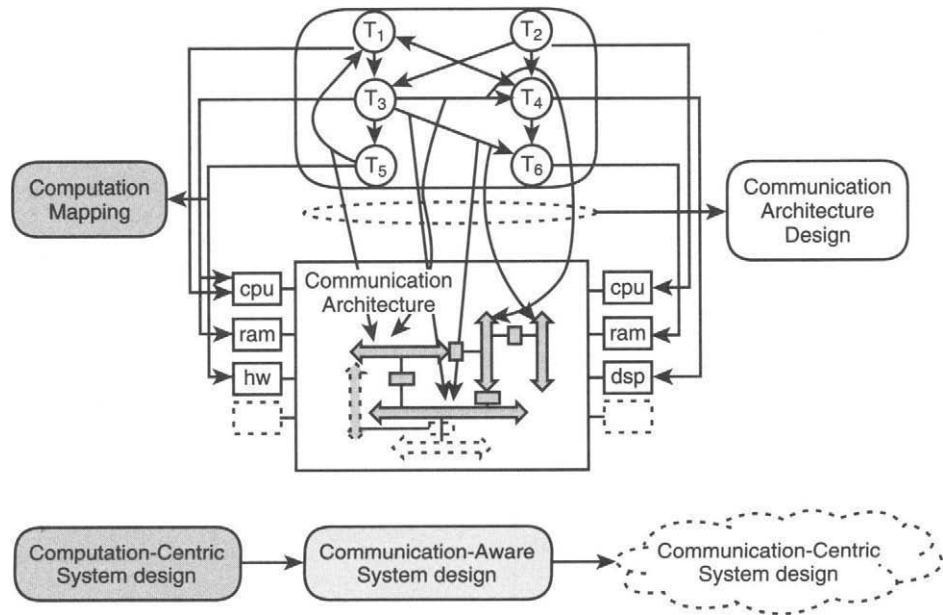 T1
T2
T3
T4
T5
T6
Computation
Mapping
Communication
Architecture
Design
Communication
Architecture
cpu
ram
hw
cpu
ram
dsp
Computation-Centric
System design
Communication-Aware
System design
Communication-Centric
System design